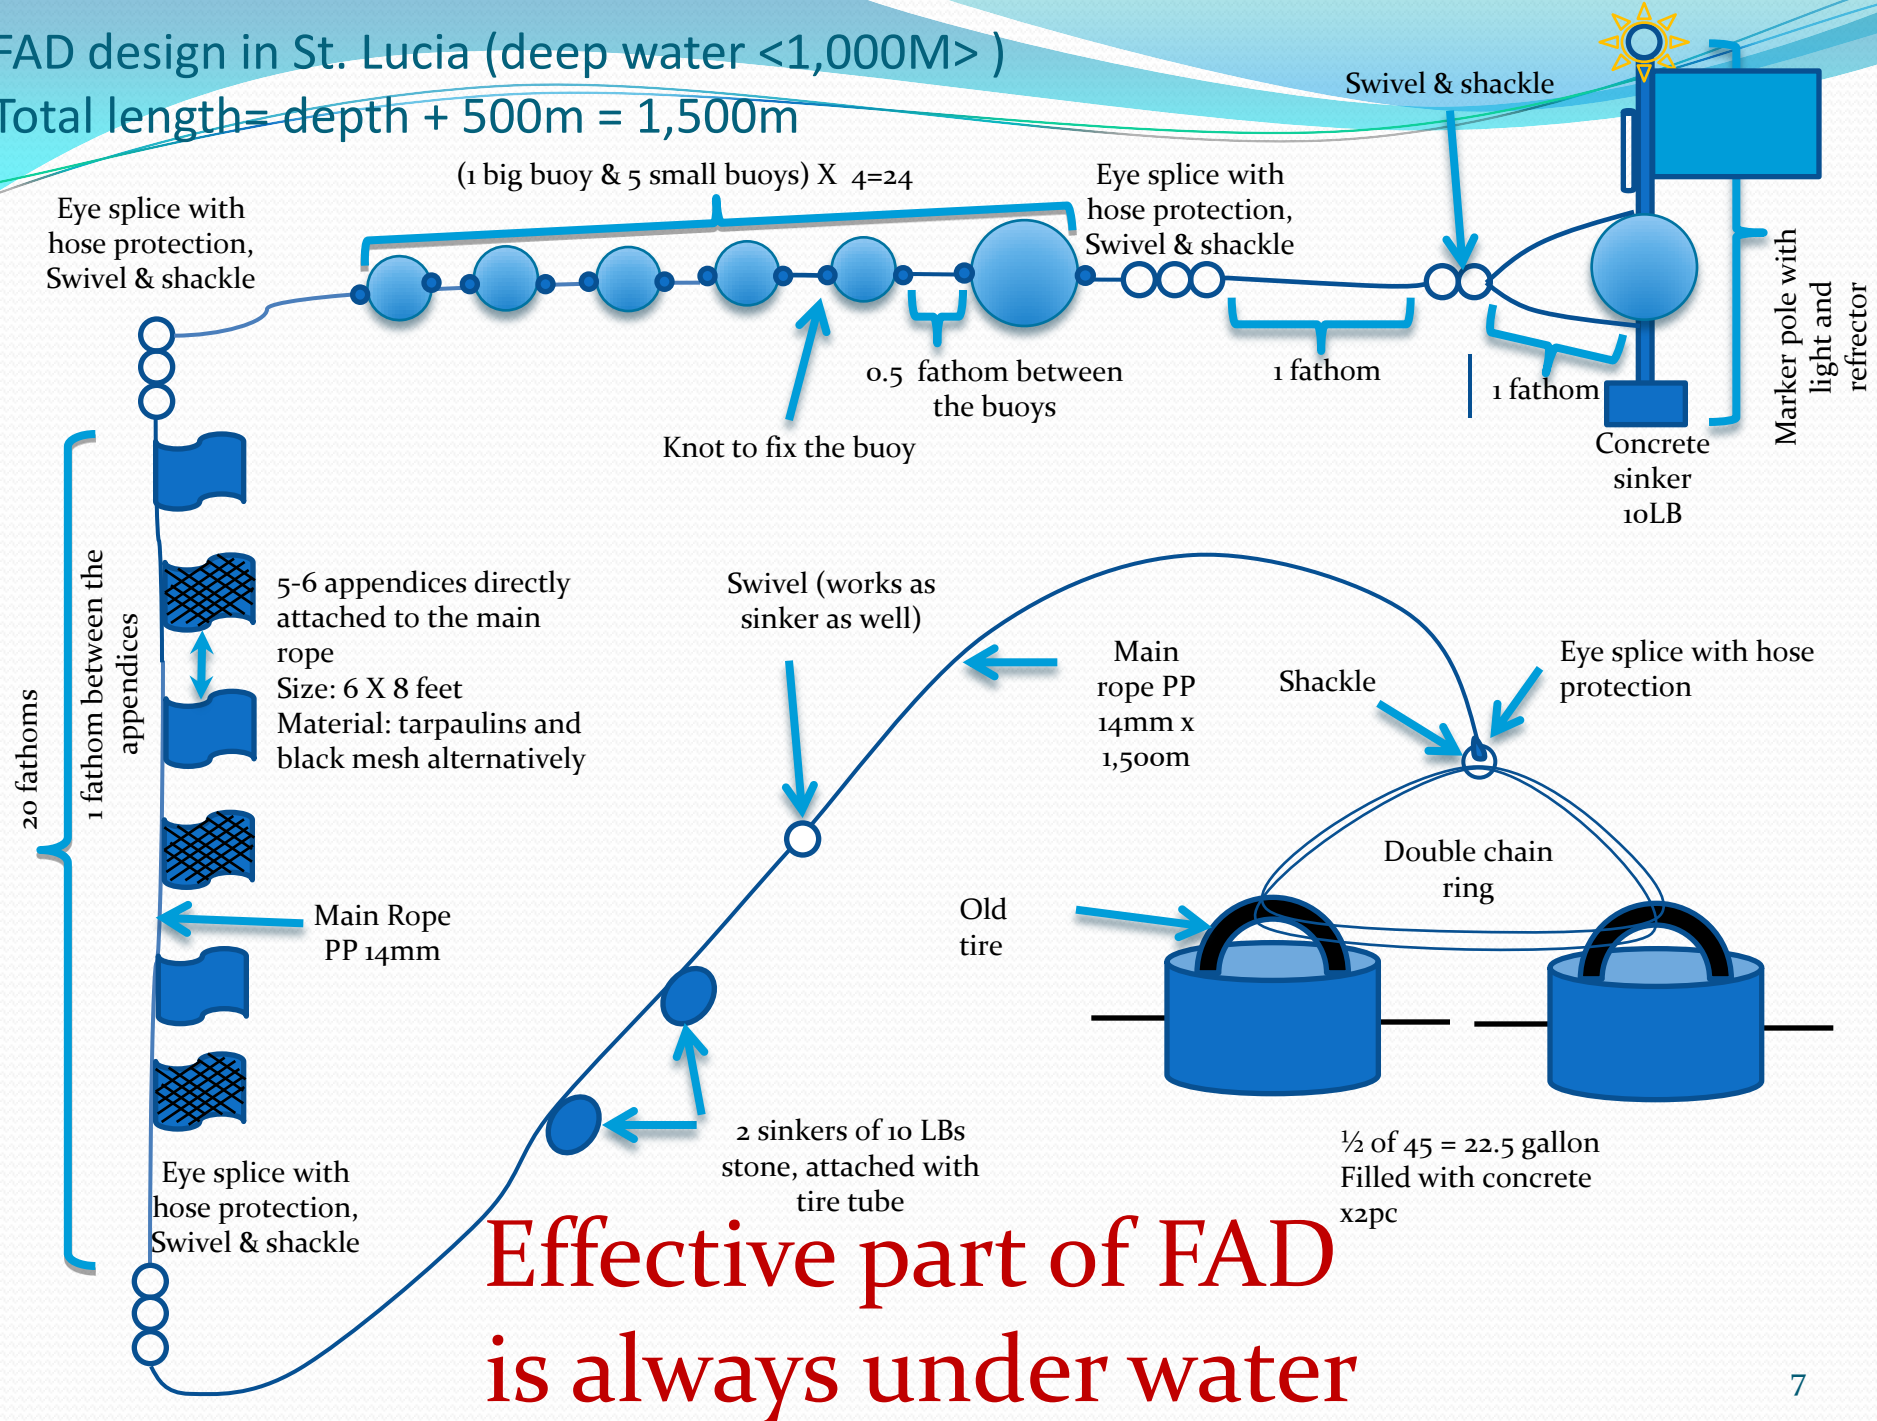 FAD design in St. Lucia (deep water <1,000M> )
Total length= depth + 500m = 1,500m
Swivel & shackle
(1 big buoy & 5 small buoys) X  4=24
Eye splice with
hose protection,
Swivel & shackle
Eye splice with
hose protection,
Swivel & shackle
Marker pole with
light and
refrector
0.5  fathom between
the buoys
1 fathom
1 fathom
Knot to fix the buoy
Concrete
sinker
10LB
20 fathoms
1 fathom between the
appendices
5-6 appendices directly
attached to the main
rope
Size: 6 X 8 feet
Material: tarpaulins and
black mesh alternatively
Swivel (works as
sinker as well)
Main
rope PP
14mm x
1,500m
Shackle
Eye splice with hose
protection
Double chain
ring
Old
tire
Main Rope
PP 14mm
2 sinkers of 10 LBs
stone, attached with
tire tube
½ of 45 = 22.5 gallon
Filled with concrete
x2pc
Eye splice with
hose protection,
Swivel & shackle
Effective part of FAD
is always under water
7